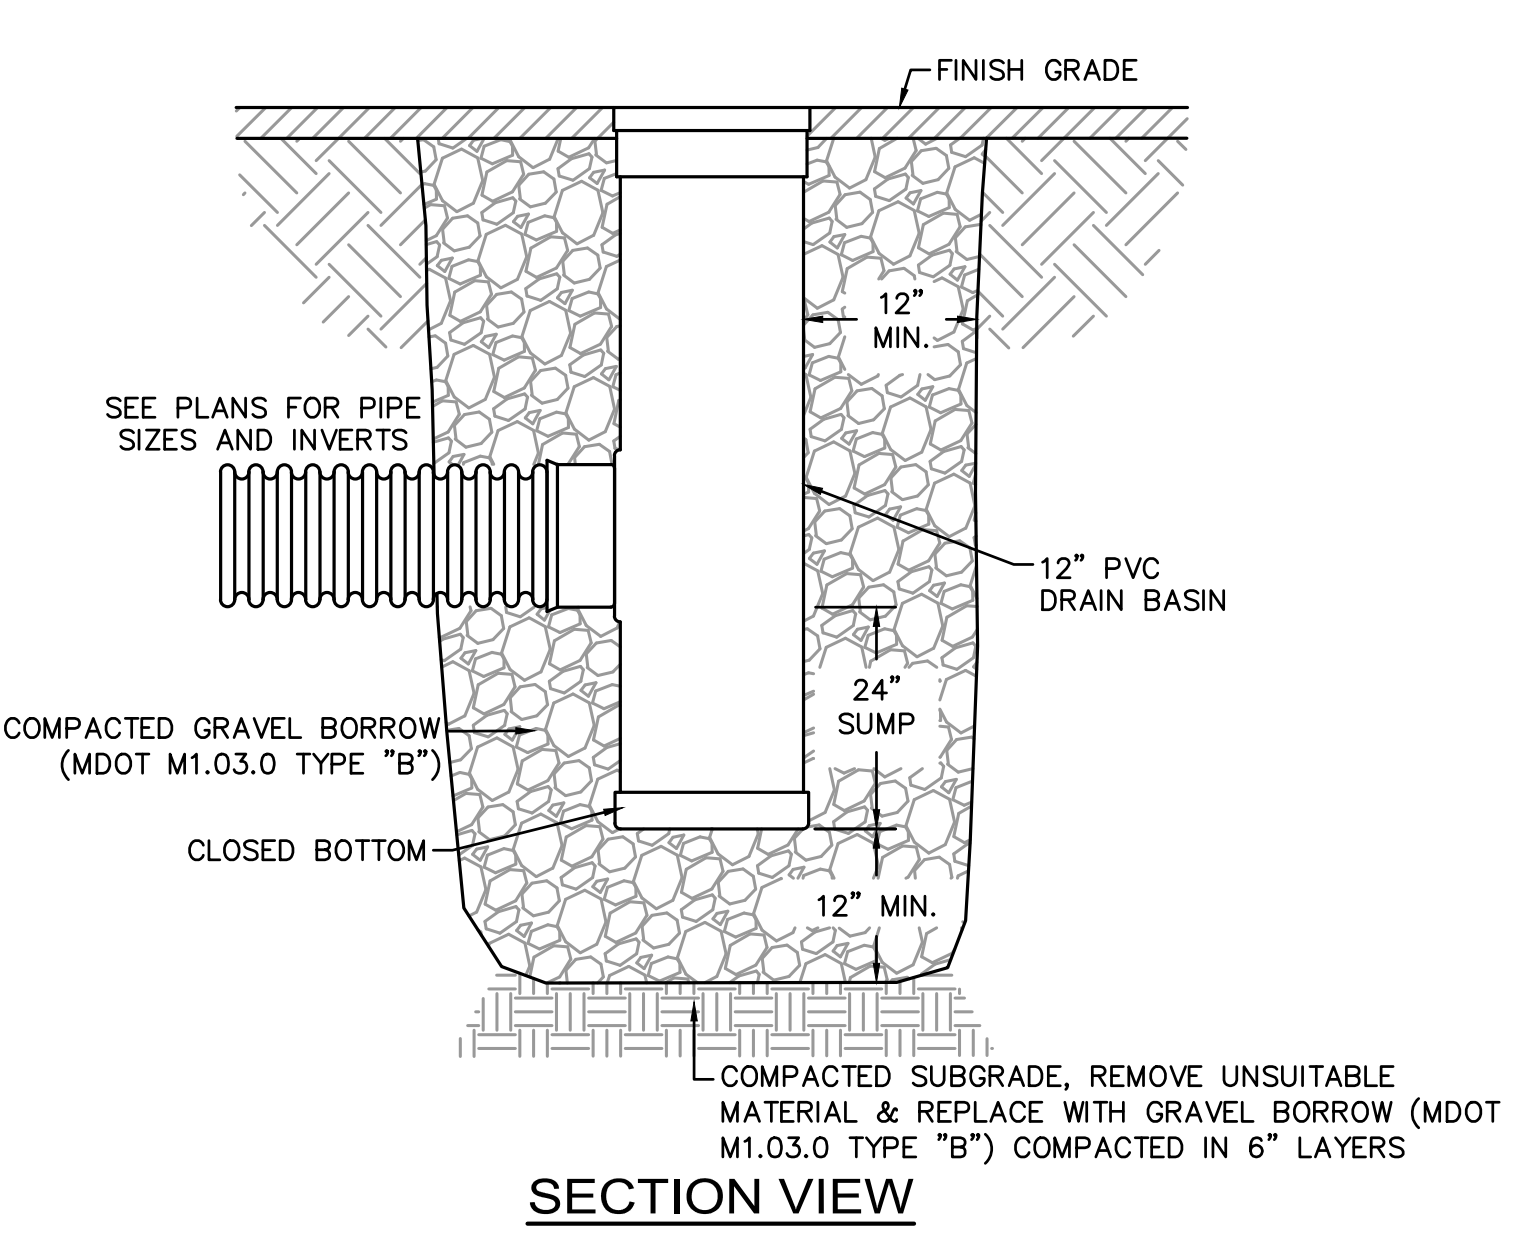 FINISH GRADE
12”
MIN.
SEE PLANS FOR PIPE
SIZES AND INVERTS
12” PVC
DRAIN BASIN
24”
SUMP
COMPACTED GRAVEL BORROW
(MDOT M1.03.0 TYPE ”B”)
CLOSED BOTTOM
12” MIN.
COMPACTED SUBGRADE, REMOVE UNSUITABLE
MATERIAL & REPLACE WITH GRAVEL BORROW (MDOT
M1.03.0 TYPE ”B”) COMPACTED IN 6” LAYERS
SECTION VIEW